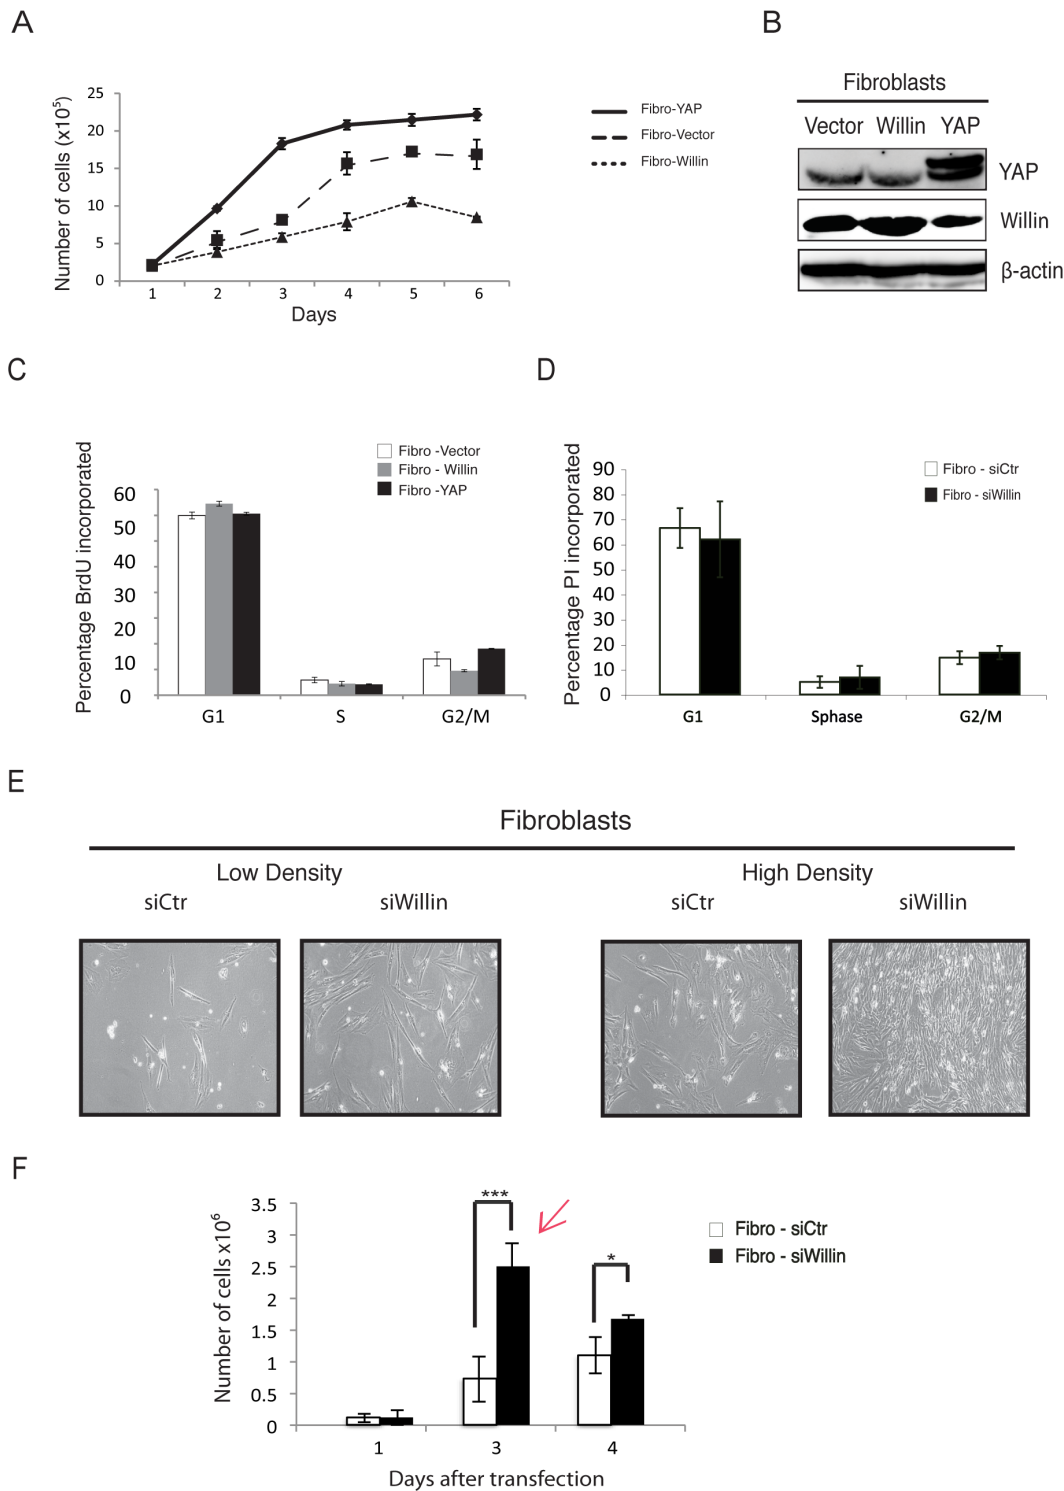 A
Number of cells (x10⁵)
25
20
15
10
5
0
1 2 3 4 5 6
Days
Fibro-YAP
Fibro-Vector
Fibro-Willin
B
Fibroblasts
Vector Willin YAP
YAP
Willin
β-actin
C
Percentage BrdU incorporated
60
50
40
30
20
10
0
G1 S G2/M
Fibro -Vector
Fibro - Willin
Fibro -YAP
D
Percentage PI incorporated
90
80
70
60
50
40
30
20
10
0
G1 Sphase G2/M
Fibro - siCtr
Fibro - siWillin
E
Fibroblasts
Low Density High Density
siCtr siWillin siCtr siWillin
F
Number of cells x10⁶
3.5
3
2.5
2
1.5
1
0.5
0
***
*
1 3 4
Days after transfection
Fibro - siCtr
Fibro - siWillin